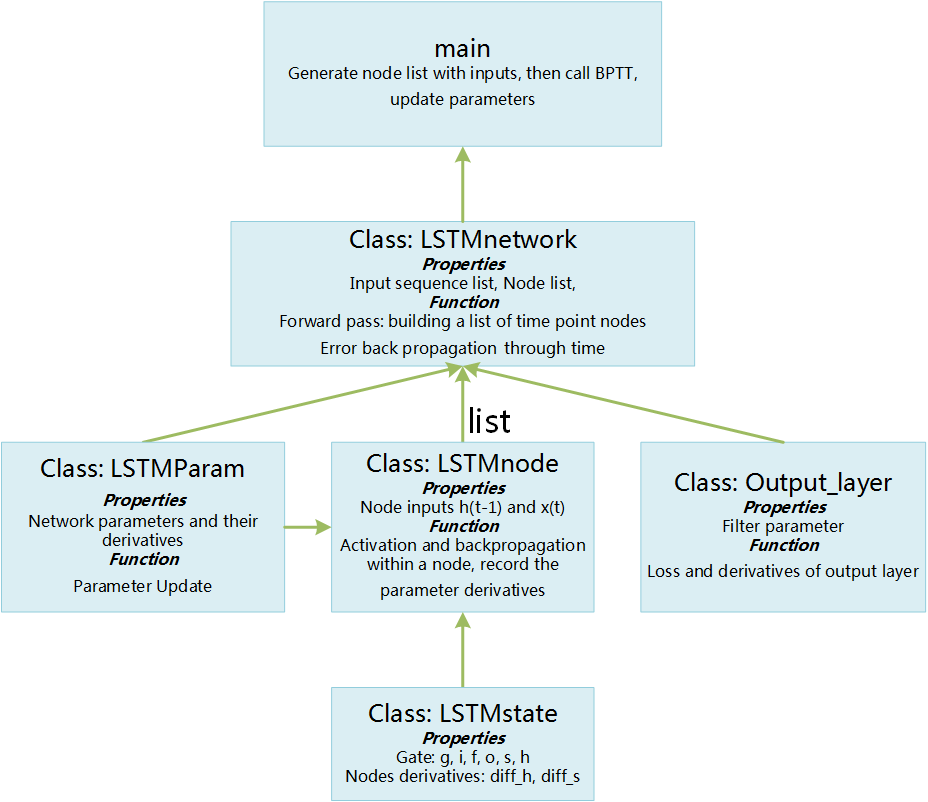 main
Generate node list with inputs, then call BPTT,
update parameters
Class: LSTMnetwork
Properties
Input sequence list, Node list,
Function
Forward pass: building a list of time point nodes
Error back propagation through time
list
Class: LSTMParam
Properties
Network parameters and their
derivatives
Function
Parameter Update
Class: LSTMnode
Properties
Node inputs h(t-1) and x(t)
Function
Activation and backpropagation
within a node, record the
parameter derivatives
Class: Output_layer
Properties
Filter parameter
Function
Loss and derivatives of output layer
Class: LSTMstate
Properties
Gate: g, i, f, o, s, h
Nodes derivatives: diff_h, diff_s